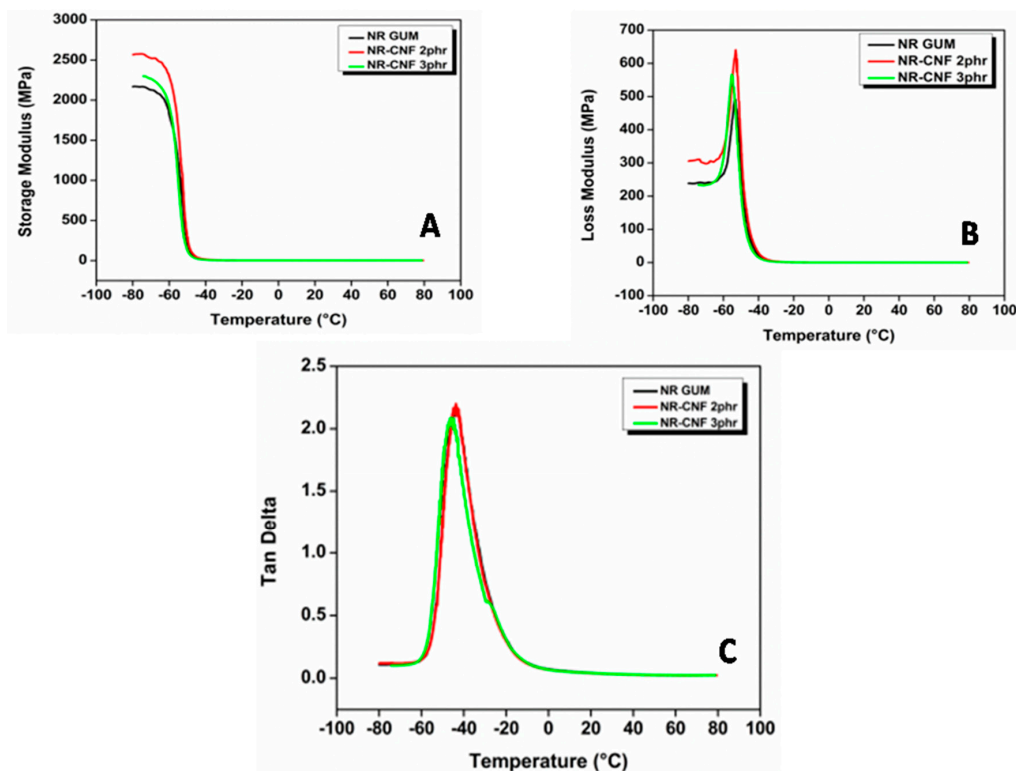 3000
2500
2000
1500
1000
500
0
-100 -80 -60 -40 -20 0 20 40 60 80 100
Storage Modulus (MPa)
Temperature (°C)
NR GUM
NR-CNF 2phr
NR-CNF 3phr
A
700
600
500
400
300
200
100
0
-100
-100 -80 -60 -40 -20 0 20 40 60 80 100
Loss Modulus (MPa)
Temperature (°C)
NR GUM
NR-CNF 2phr
NR-CNF 3phr
B
2.5
2.0
1.5
1.0
0.5
0.0
-100 -80 -60 -40 -20 0 20 40 60 80 100
Tan Delta
Temperature (°C)
NR GUM
NR-CNF 2phr
NR-CNF 3phr
C